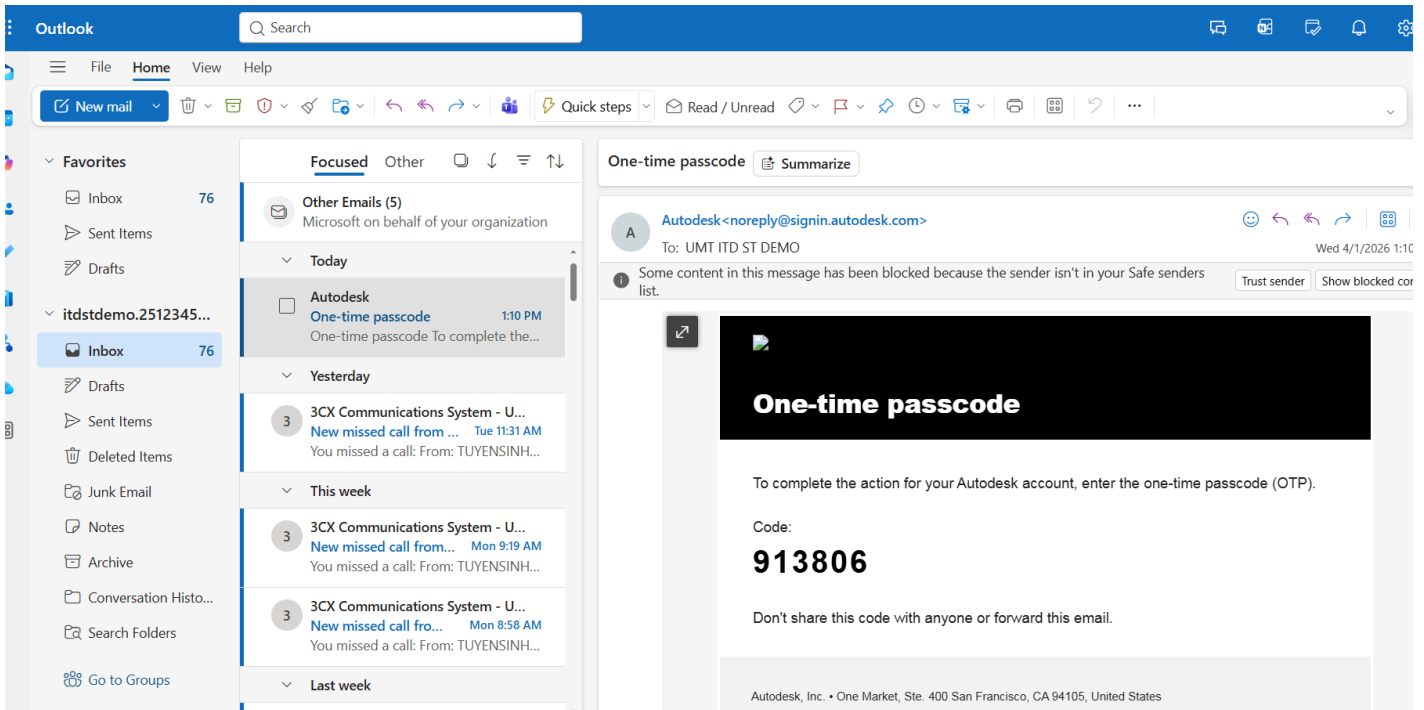 Outlook
Search
File Home View Help
New mail
Quick steps
Read / Unread
Favorites
Inbox 76
Sent Items
Drafts
itdstdemo.2512345...
Inbox 76
Drafts
Sent Items
Deleted Items
Junk Email
Notes
Archive
Conversation Histo...
Search Folders
Go to Groups
Focused Other
Other Emails (5)
Microsoft on behalf of your organization
Today
Autodesk
One-time passcode 1:10 PM
One-time passcode To complete the...
Yesterday
3
3CX Communications System - U...
New missed call from ... Tue 11:31 AM
You missed a call: From: TUYENSINH...
This week
3
3CX Communications System - U...
New missed call from... Mon 9:19 AM
You missed a call: From: TUYENSINH...
3
3CX Communications System - U...
New missed call fro... Mon 8:58 AM
You missed a call: From: TUYENSINH...
Last week
One-time passcode Summarize
A
Autodesk<noreply@signin.autodesk.com>
To: UMT ITD ST DEMO
Wed 4/1/2026 1:10
Some content in this message has been blocked because the sender isn't in your Safe senders
list.
Trust sender Show blocked con
One-time passcode
To complete the action for your Autodesk account, enter the one-time passcode (OTP).
Code:
913806
Don't share this code with anyone or forward this email.
Autodesk, Inc. • One Market, Ste. 400 San Francisco, CA 94105, United States